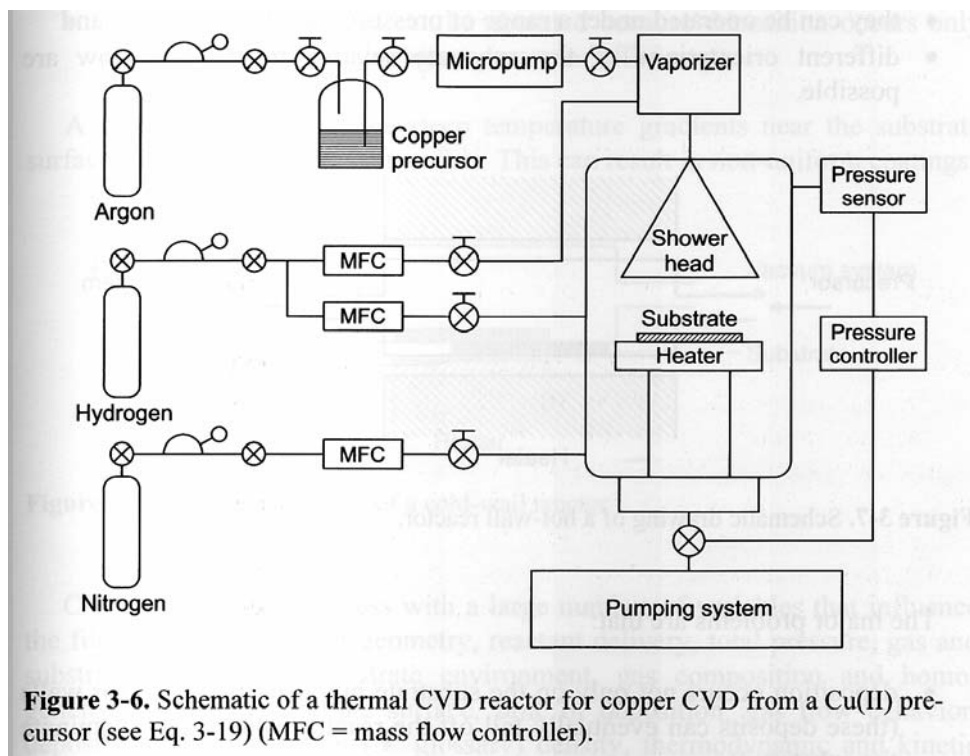 Micropump
Vaporizer
Copper
precursor
Argon
Pressure
sensor
Shower
head
MFC
MFC
Substrate
Heater
Pressure
controller
Hydrogen
MFC
Nitrogen
Pumping system
Figure 3-6. Schematic of a thermal CVD reactor for copper CVD from a Cu(II) pre-
cursor (see Eq. 3-19) (MFC = mass flow controller).